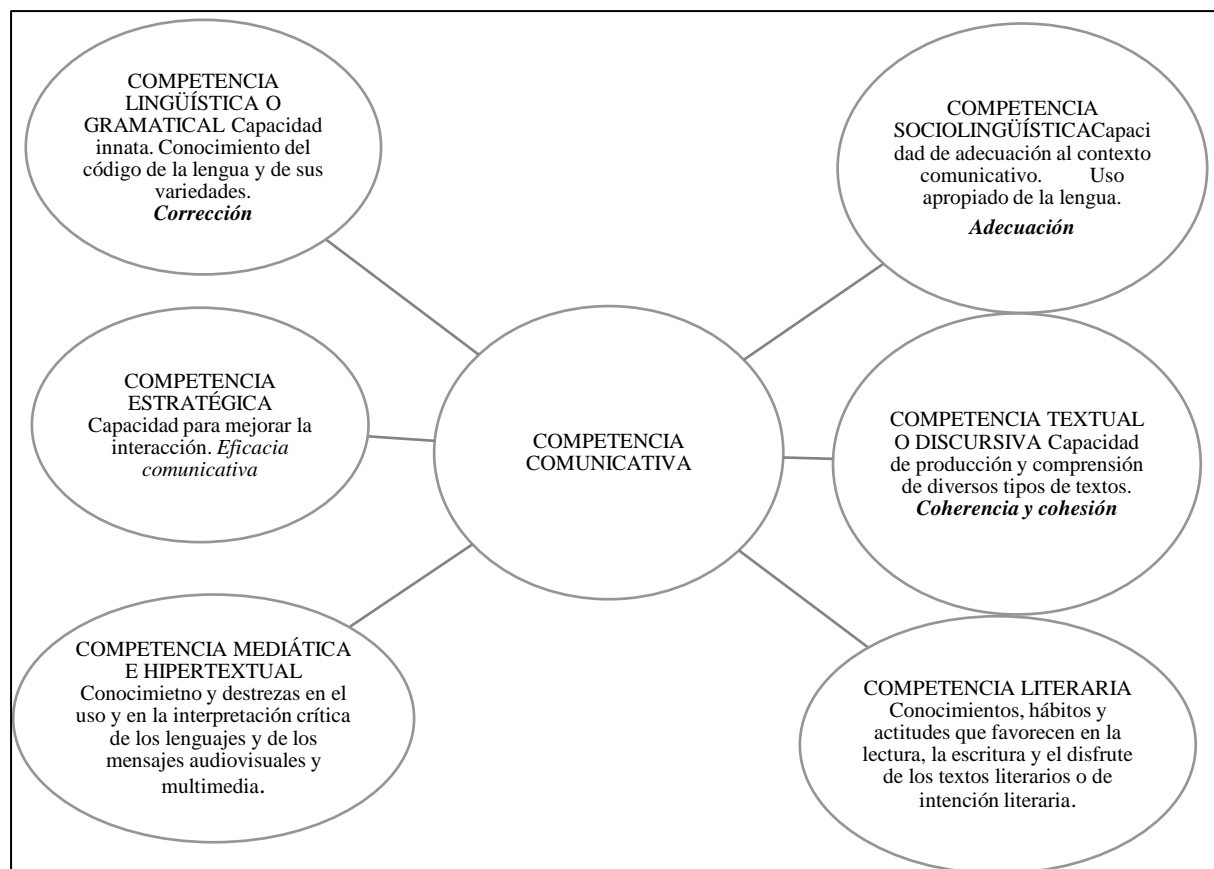 COMPETENCIA
LINGÜÍSTICA O
GRAMATICAL Capacidad
innata. Conocimiento del
código de la lengua y de sus
variedades.
Corrección
COMPETENCIA
SOCIOLINGÜÍSTICACapaci
dad de adecuación al contexto
comunicativo. Uso
apropiado de la lengua.
Adecuación
COMPETENCIA
ESTRATÉGICA
Capacidad para mejorar la
interacción. Eficacia
comunicativa
COMPETENCIA
COMUNICATIVA
COMPETENCIA TEXTUAL
O DISCURSIVA Capacidad
de producción y comprensión
de diversos tipos de textos.
Coherencia y cohesión
COMPETENCIA MEDIÁTICA
E HIPERTEXTUAL
Conocimietno y destrezas en el
uso y en la interpretación crítica
de los lenguajes y de los
mensajes audiovisuales y
multimedia.
COMPETENCIA LITERARIA
Conocimientos, hábitos y
actitudes que favorecen en la
lectura, la escritura y el disfrute
de los textos literarios o de
intención literaria.